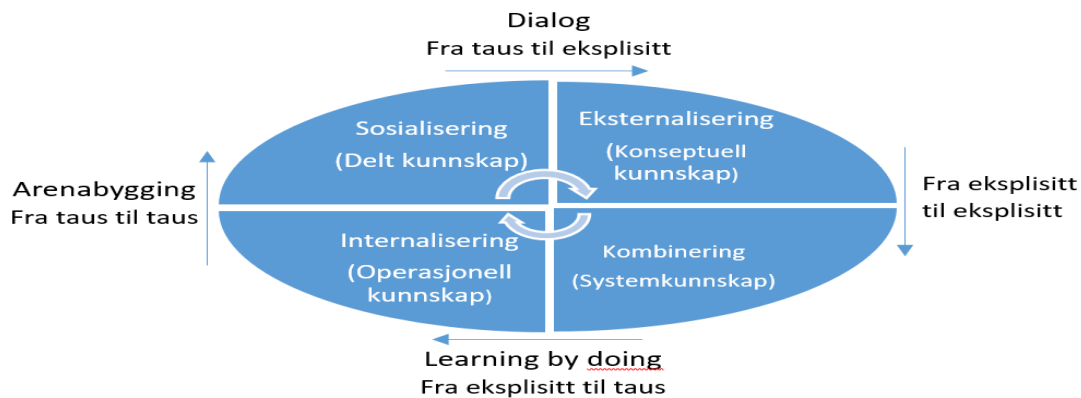 Dialog
Fra taus til eksplisitt
Sosialisering
(Delt kunnskap)
Eksternalisering
(Konseptuell
kunnskap)
Arenabygging
Fra taus til taus
Fra eksplisitt
til eksplisitt
Internalisering
(Operasjonell
kunnskap)
Kombinering
(Systemkunnskap)
Learning by doing
Fra eksplisitt til taus